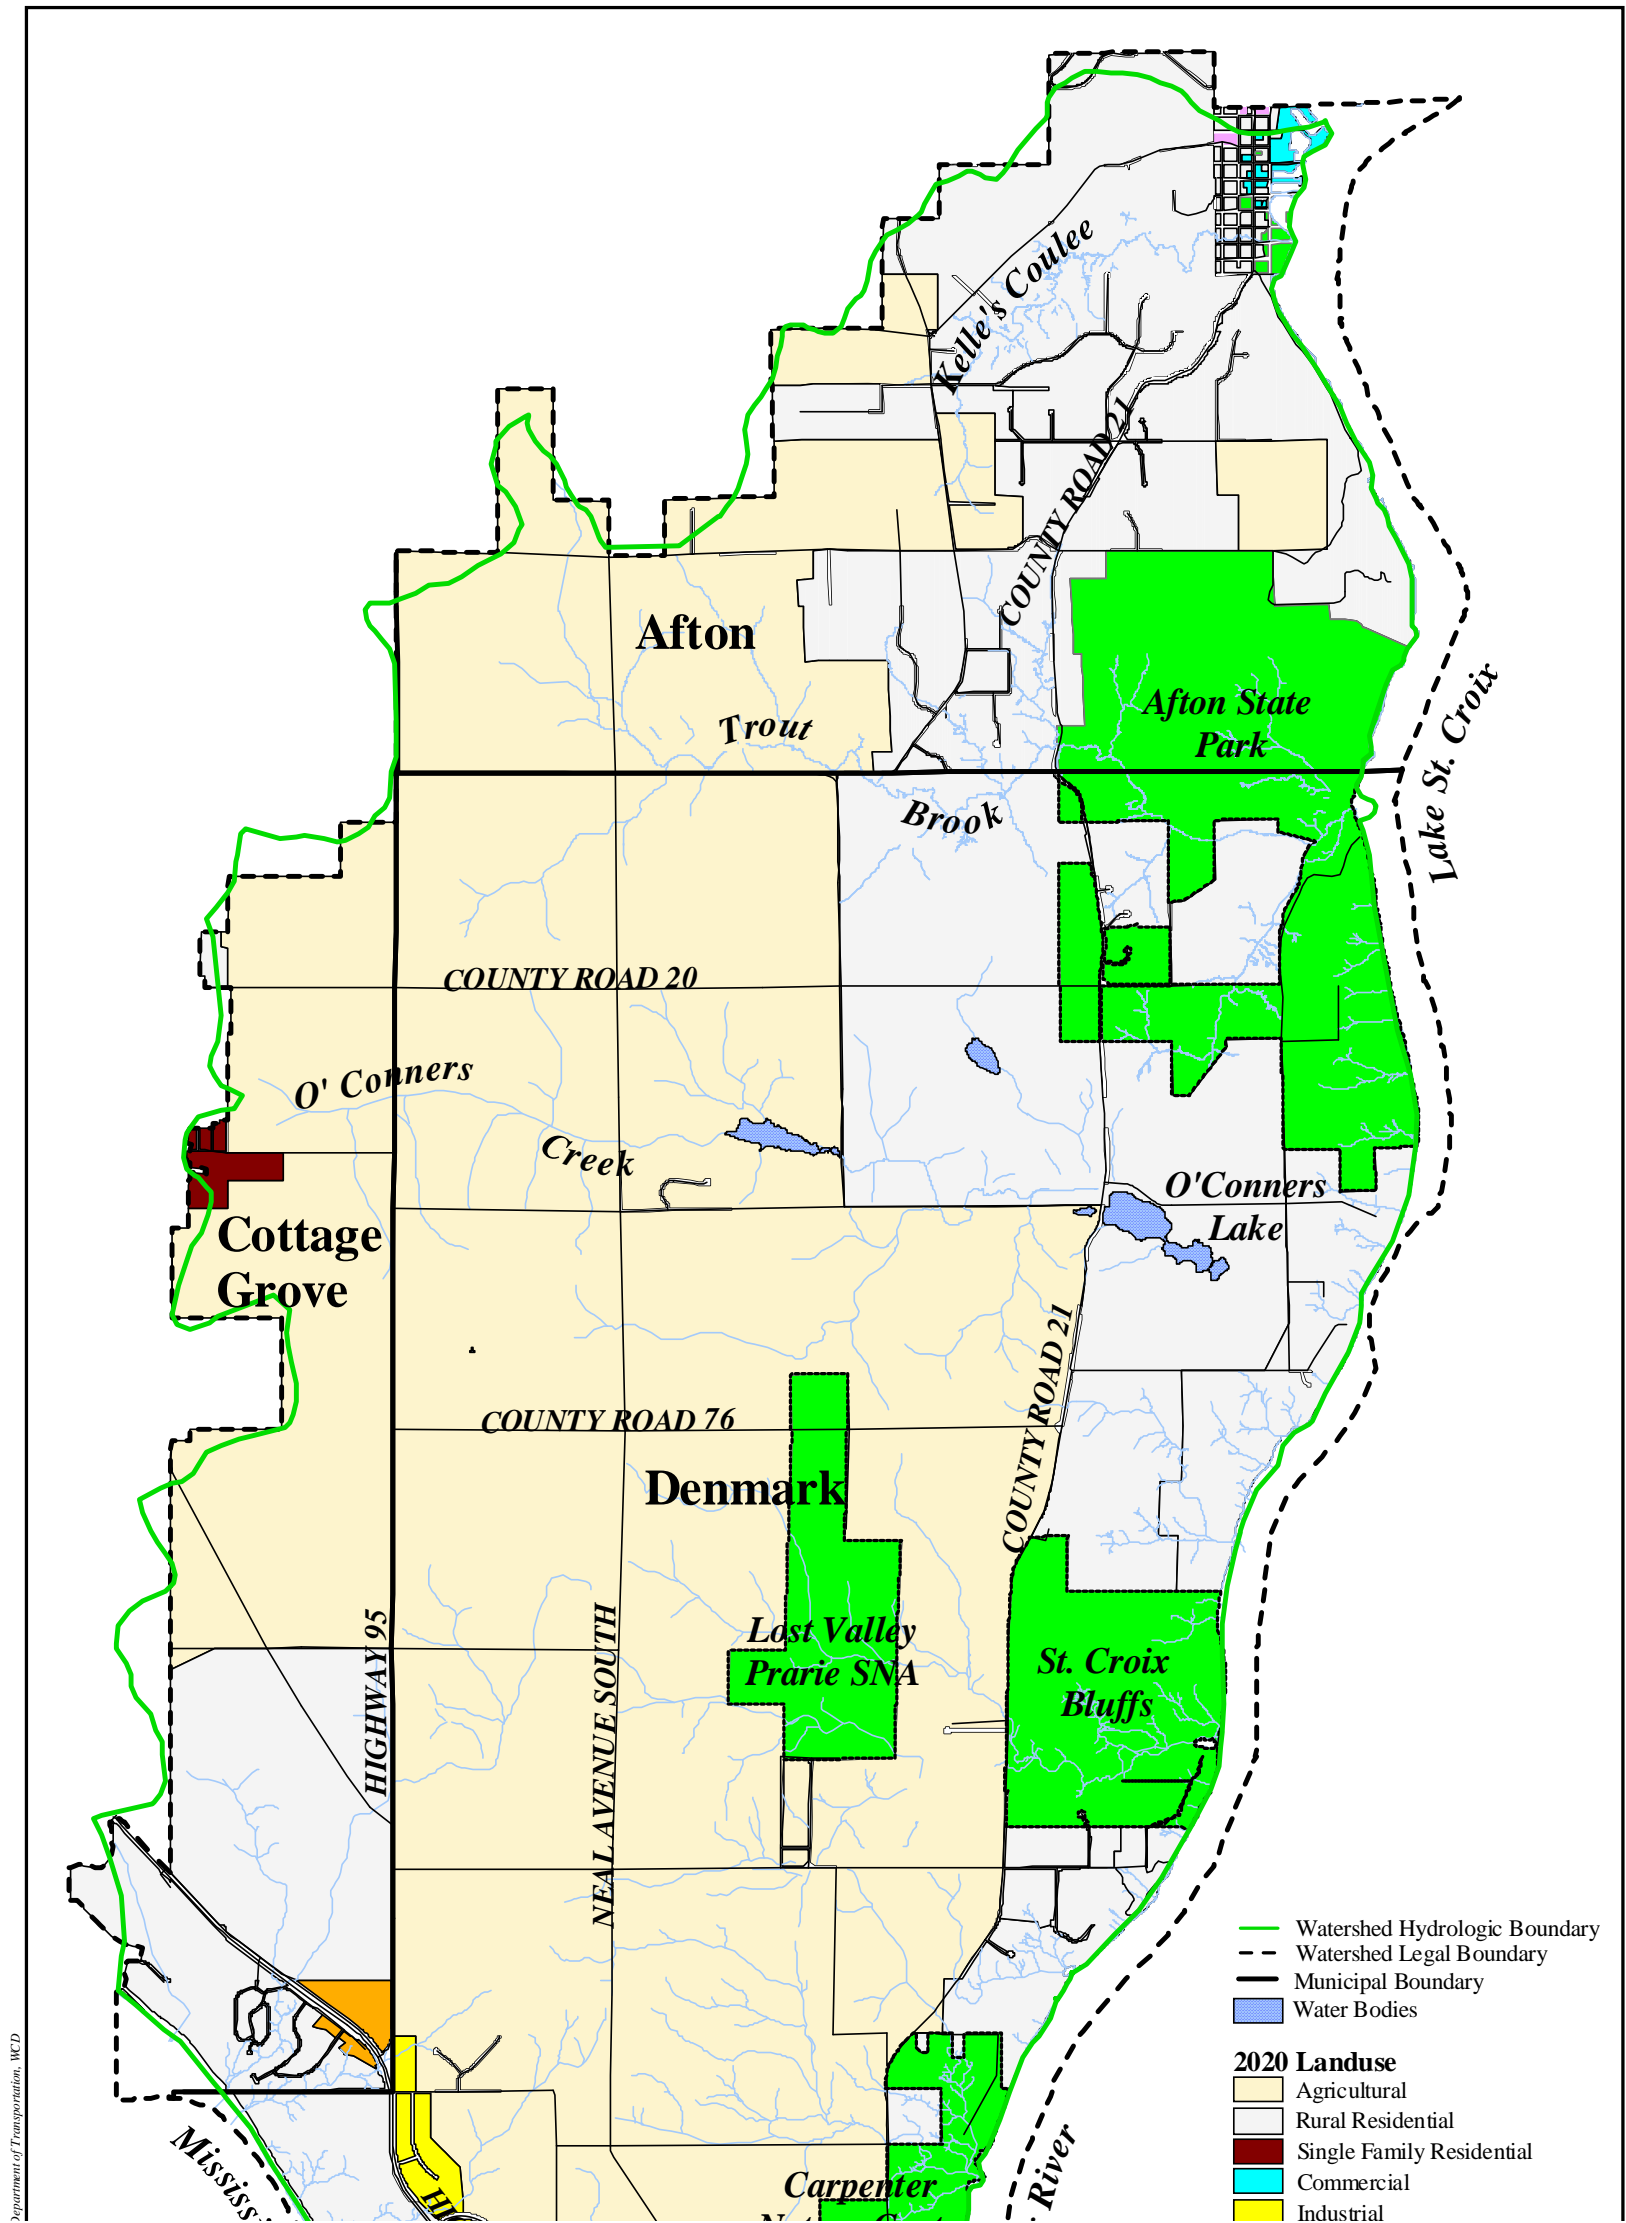 Kelle's Coulee
COUNTY ROAD 21
Afton
Trout
Afton State
Park
Lake St. Croix
Brook
COUNTY ROAD 20
O' Conners
Creek
O'Conners
Lake
Cottage
Grove
COUNTY ROAD 21
COUNTY ROAD 76
Denmark
HIGHWAY 95
NEAL AVENUE SOUTH
Lost Valley
Prarie SNA
St. Croix
Bluffs
Watershed Hydrologic Boundary
Watershed Legal Boundary
Municipal Boundary
Water Bodies
2020 Landuse
Agricultural
Rural Residential
Single Family Residential
Commercial
Industrial
Department of Transportation, WCD
River
Carpenter